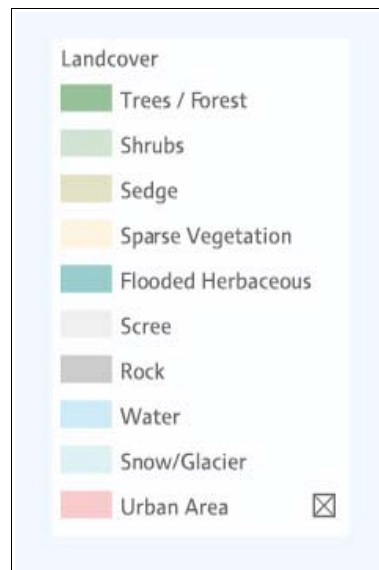 Landcover
Trees / Forest
Shrubs
Sedge
Sparse Vegetation
Flooded Herbaceous
Scree
Rock
Water
Snow/Glacier
Urban Area